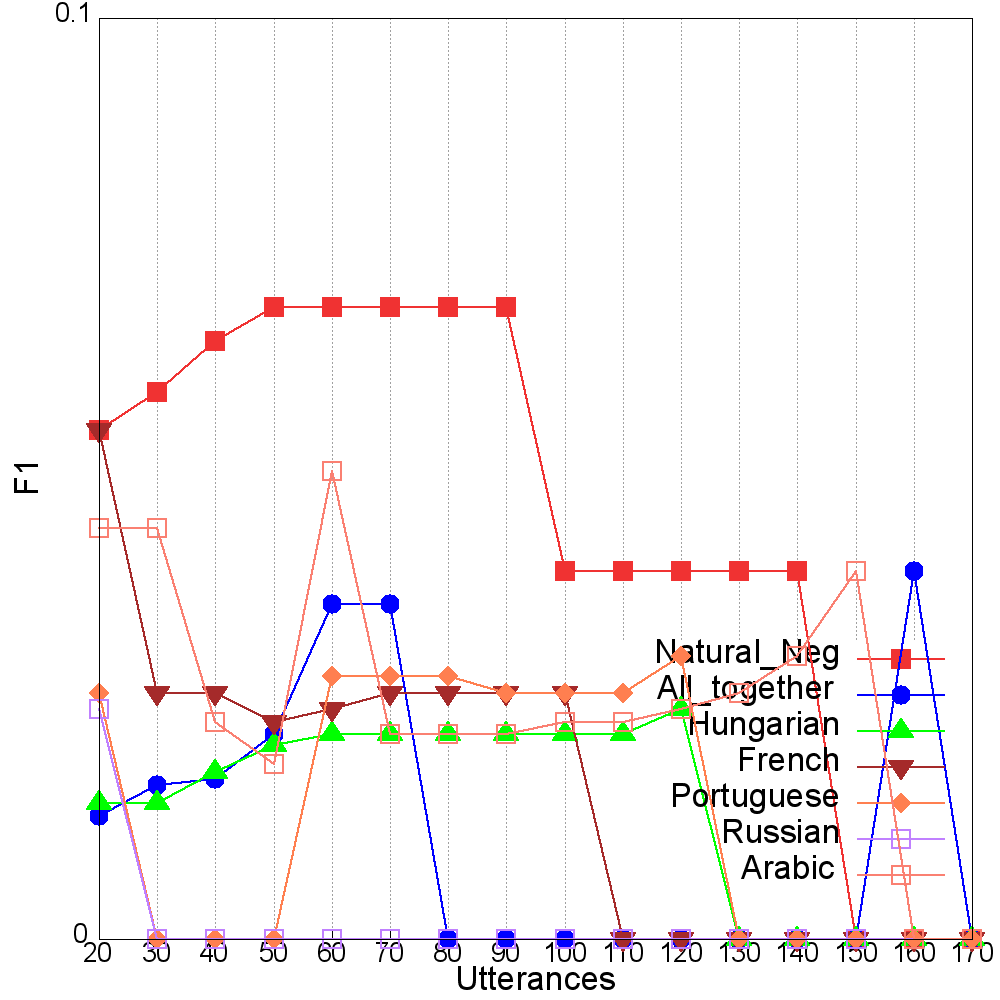 0.1
F1
Natural_Neg
All_together
Hungarian
French
Portuguese
Russian
Arabic
0
20 30 40 50 60 70 80 90 100 110 120 130 140 150 160 170
Utterances